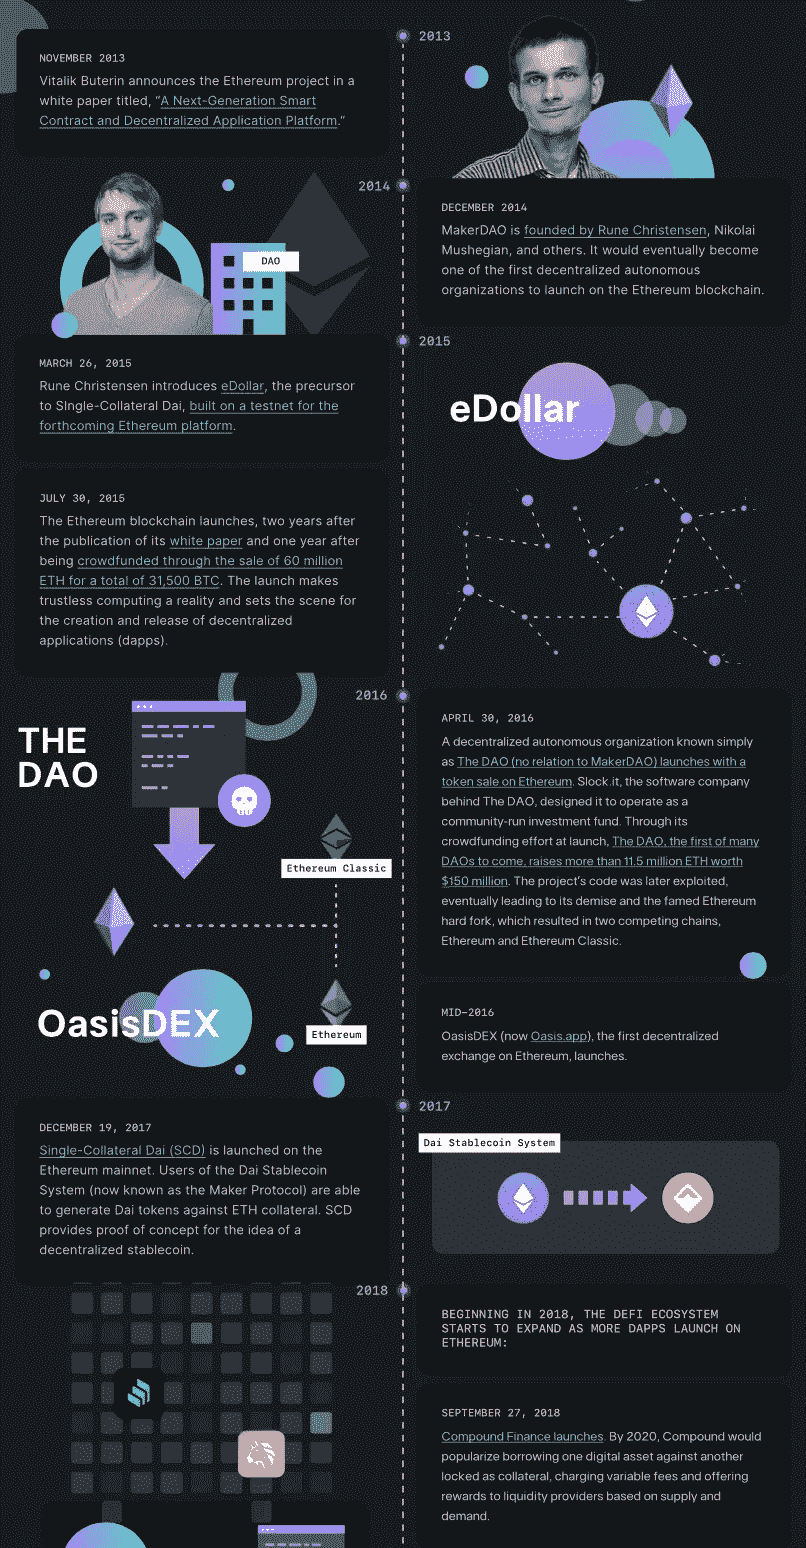 2013
NOVEMBER 2013
Vitalik Buterin announces the Ethereum project in a
white paper titled, “A Next-Generation Smart
Contract and Decentralized Application Platform.”
2014
DAO
DECEMBER 2014
MakerDAO is founded by Rune Christensen, Nikolai
Mushegian, and others. It would eventually become
one of the first decentralized autonomous
organizations to launch on the Ethereum blockchain.
2015
MARCH 26, 2015
Rune Christensen introduces eDollar, the precursor
to SIngle-Collateral Dai, built on a testnet for the
forthcoming Ethereum platform.
eDollar
JULY 30, 2015
The Ethereum blockchain launches, two years after
the publication of its white paper and one year after
being crowdfunded through the sale of 60 million
ETH for a total of 31,500 BTC. The launch makes
trustless computing a reality and sets the scene for
the creation and release of decentralized
applications (dapps).
2016
THE
DAO
Ethereum Classic
Ethereum
APRIL 30, 2016
A decentralized autonomous organization known simply
as The DAO (no relation to MakerDAO) launches with a
token sale on Ethereum. Slock.it, the software company
behind The DAO, designed it to operate as a
community-run investment fund. Through its
crowdfunding effort at launch, The DAO, the first of many
DAOs to come, raises more than 11.5 million ETH worth
$150 million. The project's code was later exploited,
eventually leading to its demise and the famed Ethereum
hard fork, which resulted in two competing chains,
Ethereum and Ethereum Classic.
OasisDEX
MID-2016
OasisDEX (now Oasis.app), the first decentralized
exchange on Ethereum, launches.
2017
DECEMBER 19, 2017
Single-Collateral Dai (SCD) is launched on the
Ethereum mainnet. Users of the Dai Stablecoin
System (now known as the Maker Protocol) are able
to generate Dai tokens against ETH collateral. SCD
provides proof of concept for the idea of a
decentralized stablecoin.
Dai Stablecoin System
2018
BEGINNING IN 2018, THE DEFI ECOSYSTEM
STARTS TO EXPAND AS MORE DAPPS LAUNCH ON
ETHEREUM:
SEPTEMBER 27, 2018
Compound Finance launches. By 2020, Compound would
popularize borrowing one digital asset against another
locked as collateral, charging variable fees and offering
rewards to liquidity providers based on supply and
demand.